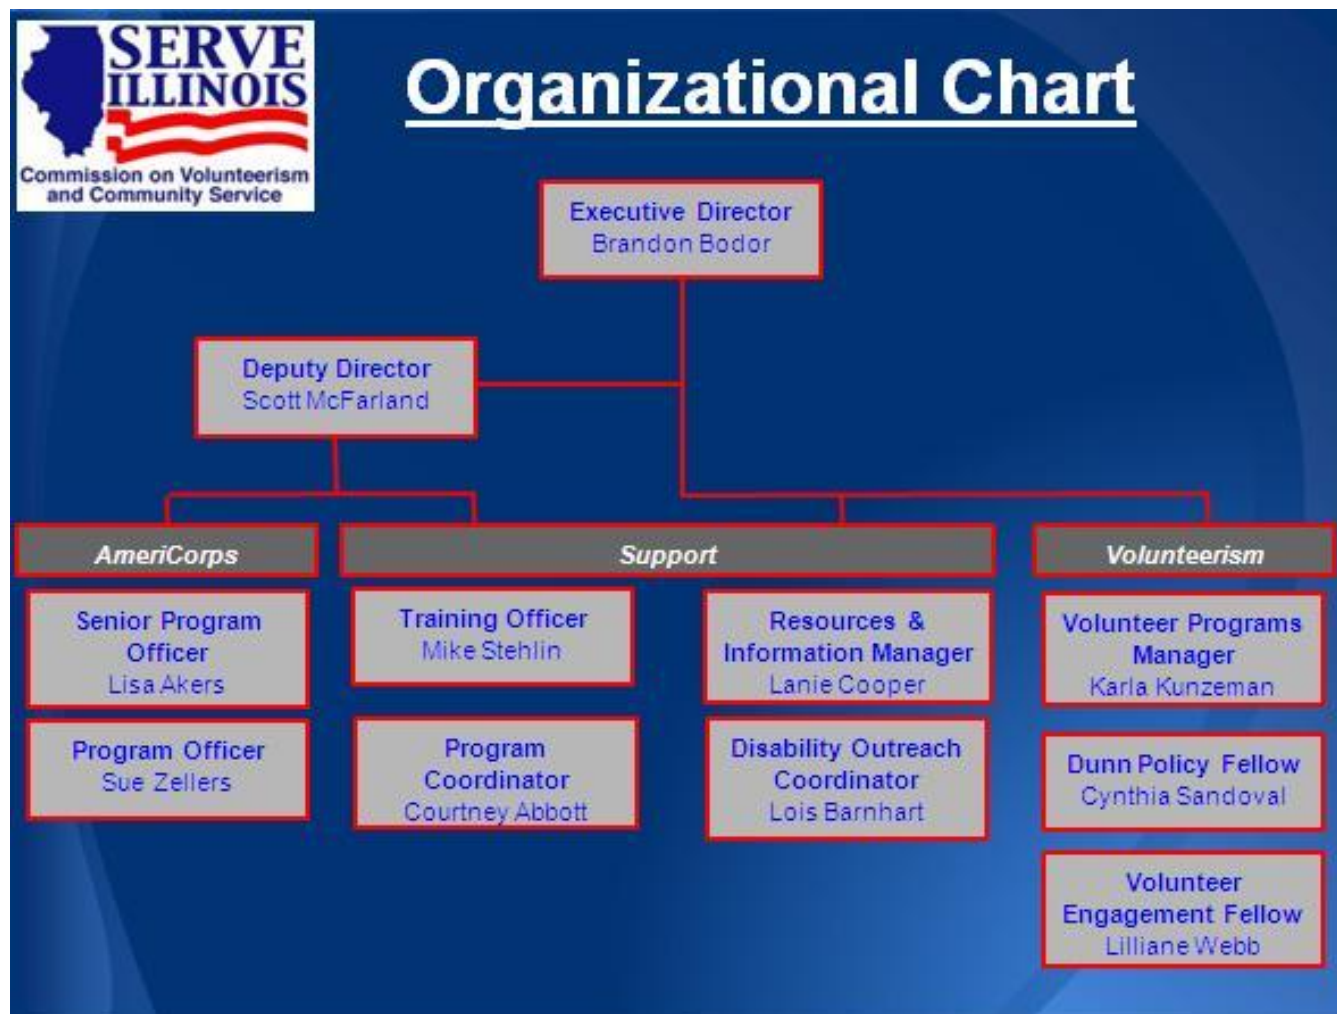 SERVE
ILLINOIS
Commission on Volunteerism
and Community Service
Organizational Chart
Executive Director
Brandon Bodor
Deputy Director
Scott McFarland
AmeriCorps
Support
Volunteerism
Senior Program
Officer
Lisa Akers
Program Officer
Sue Zellers
Training Officer
Mike Stehlin
Program
Coordinator
Courtney Abbott
Resources &
Information Manager
Lanie Cooper
Disability Outreach
Coordinator
Lois Barnhart
Volunteer Programs
Manager
Karla Kunzeman
Dunn Policy Fellow
Cynthia Sandoval
Volunteer
Engagement Fellow
Lilliane Webb